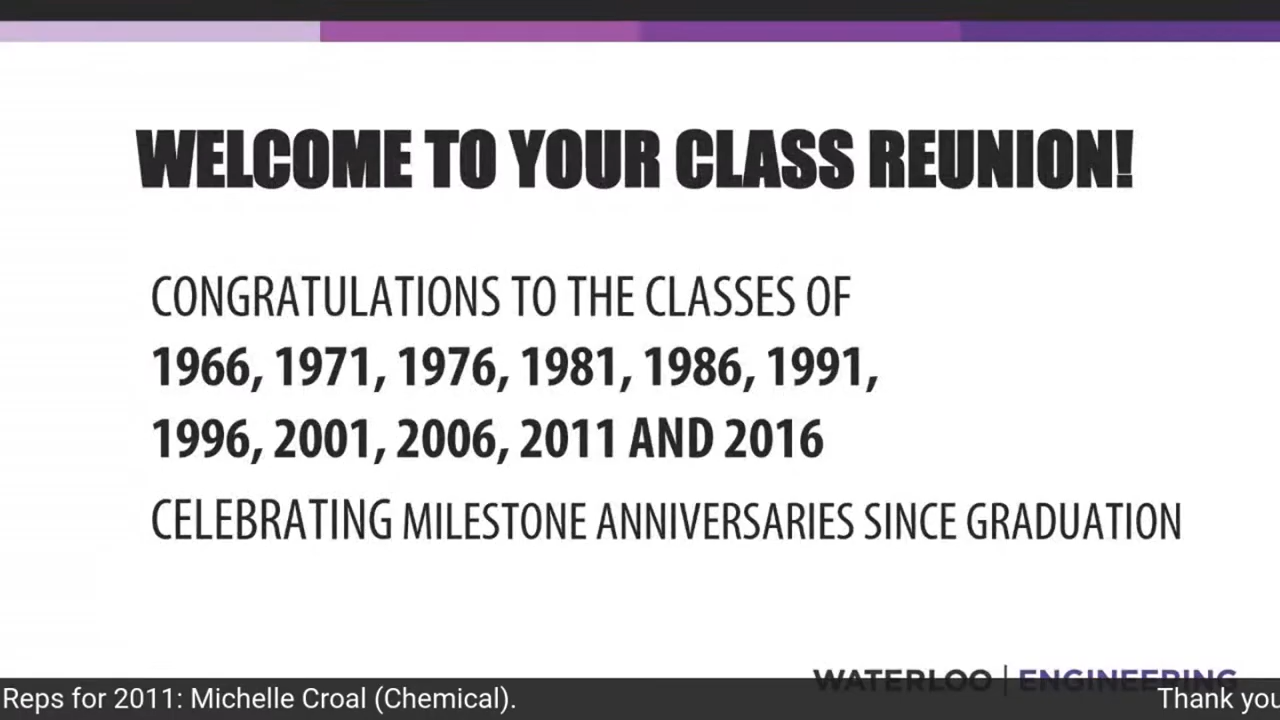 WELCOME TO YOUR CLASS REUNION!
CONGRATULATIONS TO THE CLASSES OF
1966, 1971, 1976, 1981, 1986, 1991,
1996, 2001, 2006, 2011 AND 2016
CELEBRATING MILESTONE ANNIVERSARIES SINCE GRADUATION
WATERLOO | ENGINEERING
Reps for 2011: Michelle Croal (Chemical). Thank you